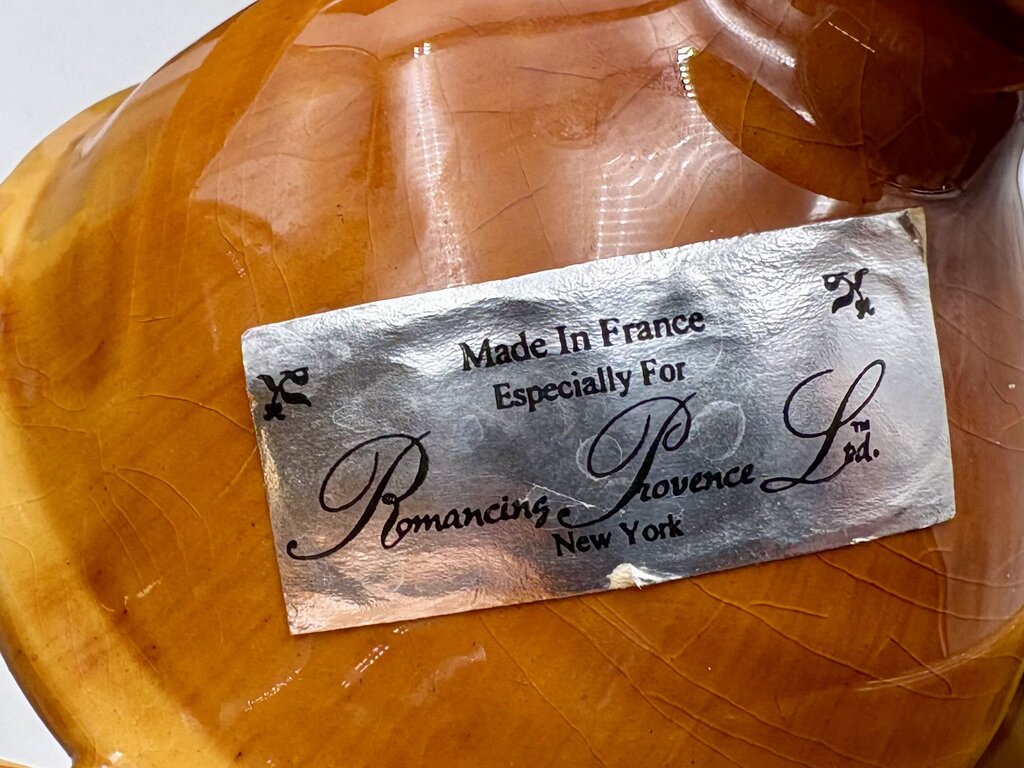 Made In France
Especially For
Romancing Provence Ltd.™
New York